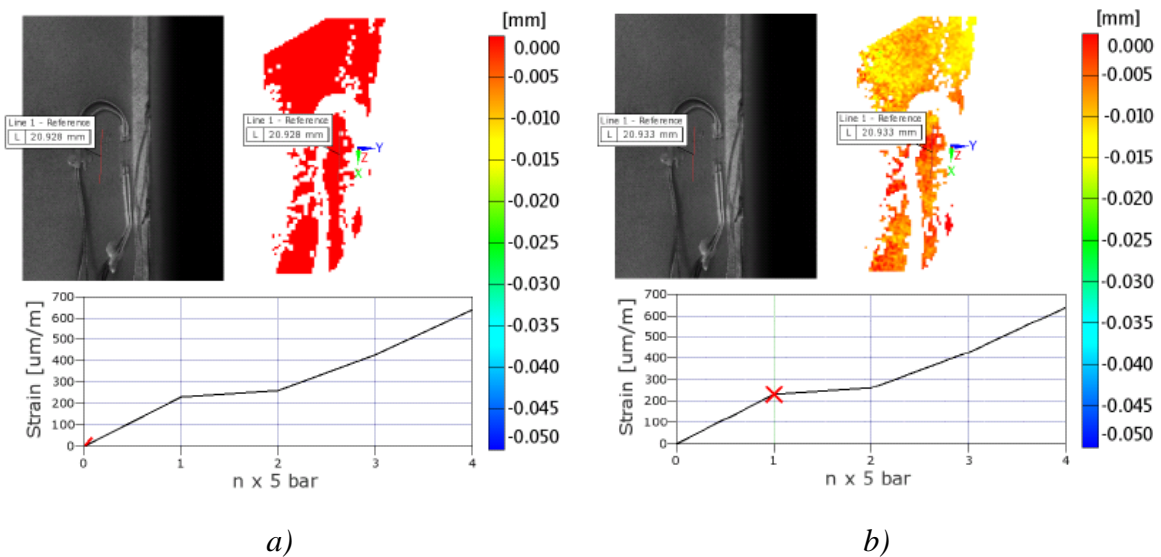 [mm]
0.000
-0.005
-0.010
-0.015
-0.020
-0.025
-0.030
-0.035
-0.040
-0.045
-0.050
Line 1 - Reference
L 20.928 mm
Line 1 - Reference
L 20.928 mm
Y
Z
X
Strain [um/m]
700
600
500
400
300
200
100
0
0 1 2 3 4
n x 5 bar
a)
[mm]
0.000
-0.005
-0.010
-0.015
-0.020
-0.025
-0.030
-0.035
-0.040
-0.045
-0.050
Line 1 - Reference
L 20.933 mm
Line 1 - Reference
L 20.933 mm
Y
Z
X
Strain [um/m]
700
600
500
400
300
200
100
0
0 1 2 3 4
n x 5 bar
b)